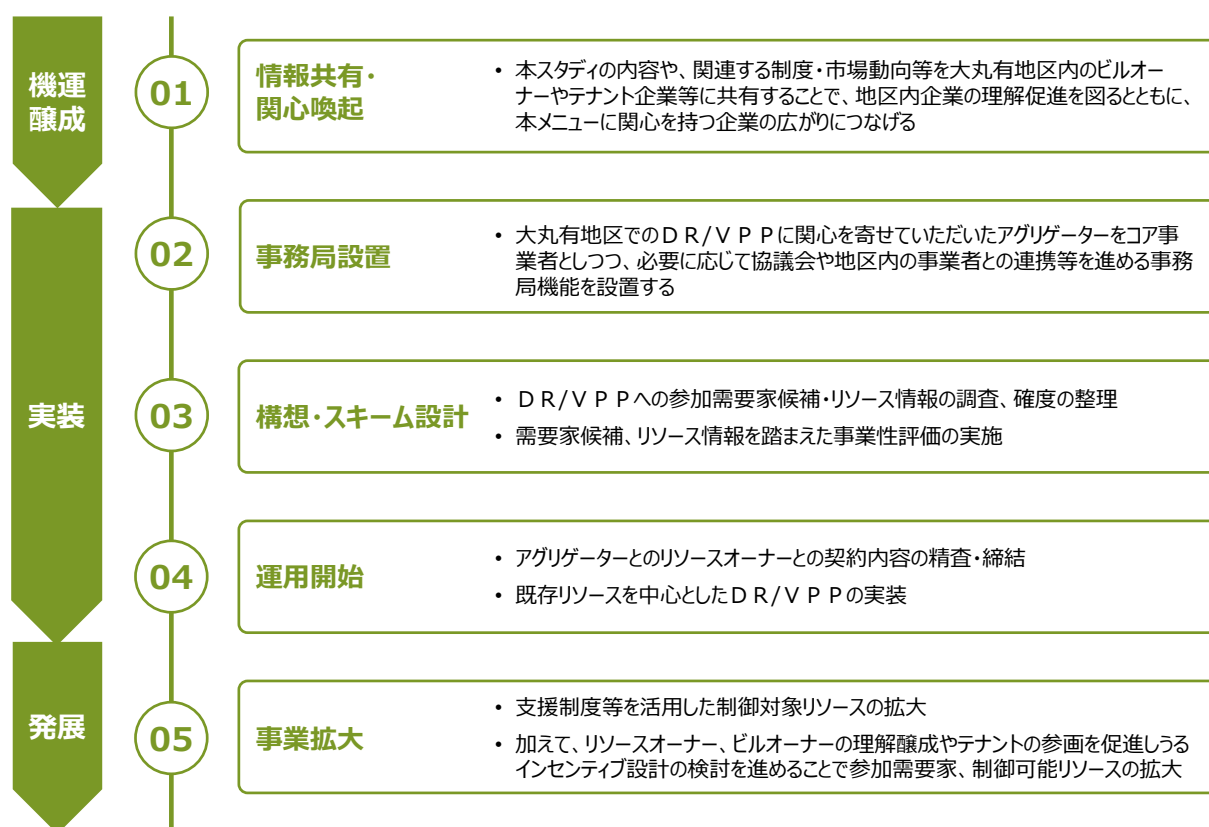 機運
醸成
01
情報共有・
関心喚起
• 本スタディの内容や、関連する制度・市場動向等を大丸有地区内のビルオー
ナーやテナント企業等に共有することで、地区内企業の理解促進を図るとともに、
本メニューに関心を持つ企業の広がりにつなげる
実装
02
事務局設置
• 大丸有地区でのＤＲ/ＶＰＰに関心を寄せていただいたアグリゲーターをコア事
業者としつつ、必要に応じて協議会や地区内の事業者との連携等を進める事務
局機能を設置する
03
構想・スキーム設計
• ＤＲ/ＶＰＰへの参加需要家候補・リソース情報の調査、確度の整理
• 需要家候補、リソース情報を踏まえた事業性評価の実施
04
運用開始
• アグリゲーターとのリソースオーナーとの契約内容の精査・締結
• 既存リソースを中心としたＤＲ/ＶＰＰの実装
発展
05
事業拡大
• 支援制度等を活用した制御対象リソースの拡大
• 加えて、リソースオーナー、ビルオーナーの理解醸成やテナントの参画を促進しうる
インセンティブ設計の検討を進めることで参加需要家、制御可能リソースの拡大